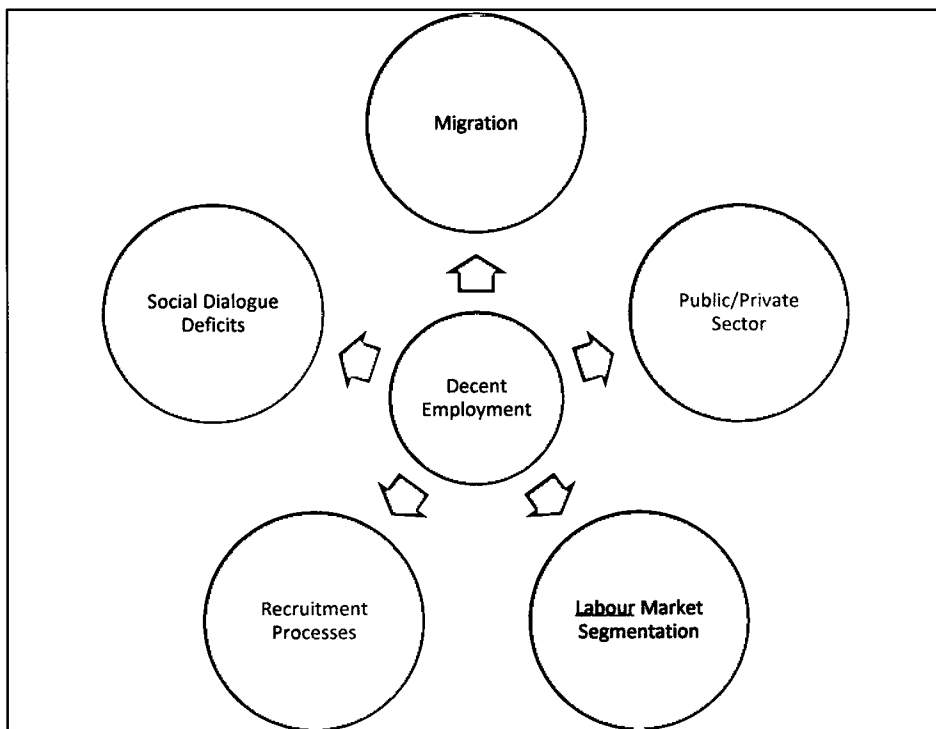 Migration
Social Dialogue
Deficits
Public/Private
Sector
Decent
Employment
Recruitment
Processes
Labour Market
Segmentation